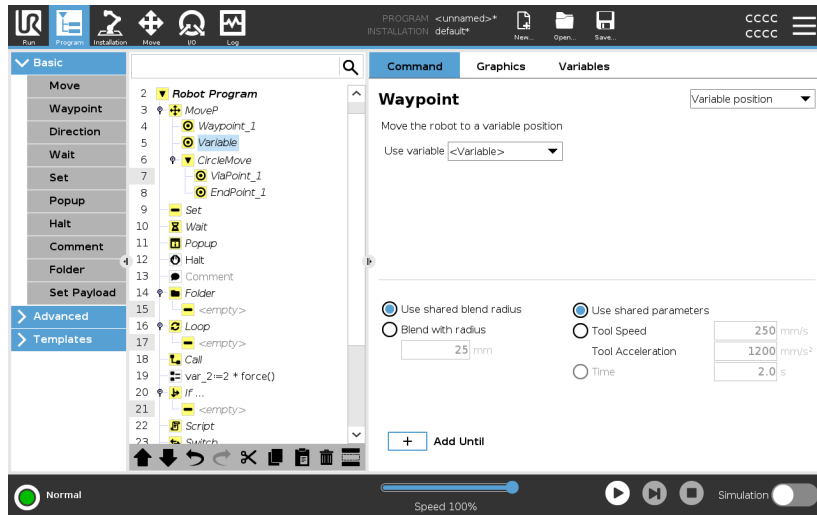 UR
Run
Program
Installation
Move
I/O
Log
PROGRAM <unnamed>*
INSTALLATION default*
New...
Open...
Save...
cccc
cccc
Basic
Move
Waypoint
Direction
Wait
Set
Popup
Halt
Comment
Folder
Set Payload
Advanced
Templates
2 Robot Program
3 MoveP
4 Waypoint_1
5 Variable
6 CircleMove
7 ViaPoint_1
8 EndPoint_1
9 Set
10 Wait
11 Popup
12 Halt
13 Comment
14 Folder
15 <empty>
16 Loop
17 <empty>
18 Call
19 var_2:=2 * force()
20 If ...
21 <empty>
22 Script
23 Switch
Command Graphics Variables
Waypoint
Variable position
Move the robot to a variable position
Use variable <Variable>
Use shared blend radius
Blend with radius
25 mm
Use shared parameters
Tool Speed 250 mm/s
Tool Acceleration 1200 mm/s²
Time 2.0 s
+ Add Until
Normal
Speed 100%
Simulation